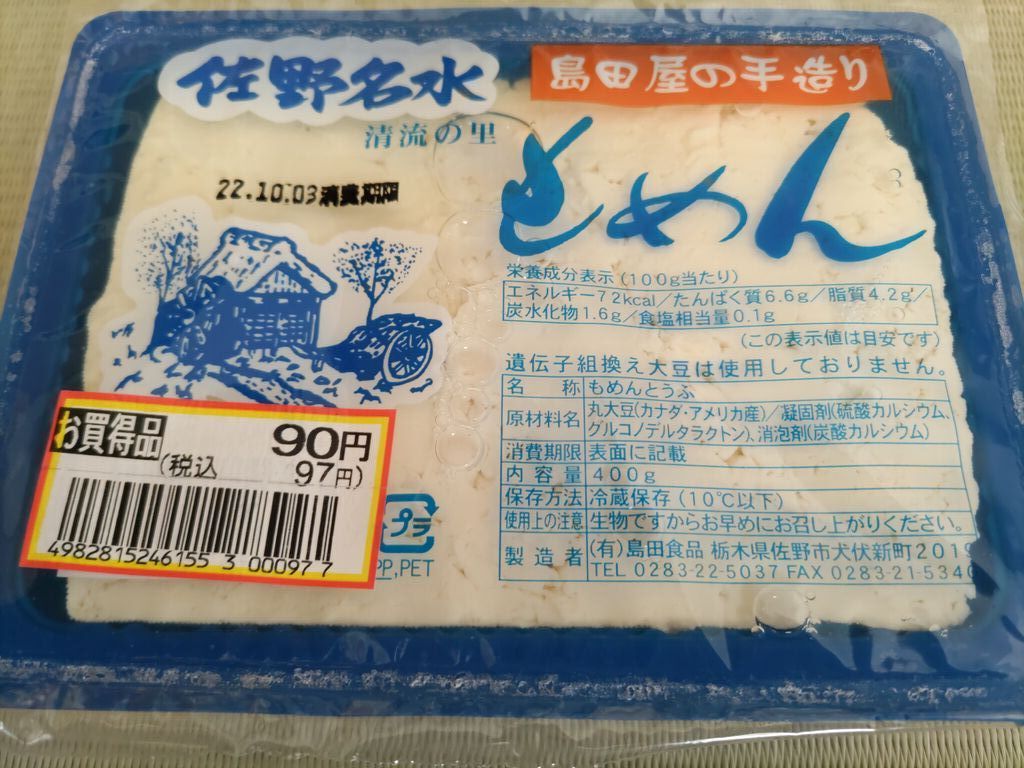 佐野名水
清流の里
島田屋の手造り
もめん
22.10.03消費期限
栄養成分表示 (100g当たり)
エネルギー72kcal/たんぱく質6.6g/脂質4.2g/
炭水化物1.6g/食塩相当量0.1g
(この表示値は目安です)
遺伝子組換え大豆は使用しておりません。
名称 もめんとうふ
原材料名 丸大豆(カナダ・アメリカ産)/凝固剤(硫酸カルシウム、
グルコノデルタラクトン)、消泡剤(炭酸カルシウム)
消費期限 表面に記載
内容量 400g
保存方法 冷蔵保存 (10℃以下)
使用上の注意 生物ですからお早めにお召し上がりください。
製造者 (有)島田食品 栃木県佐野市犬伏新町2019
TEL 0283-22-5037 FAX 0283-21-5340
お買得品 90円
(税込 97円)
4982815246155 3 00097 7
プラ
PP,PET